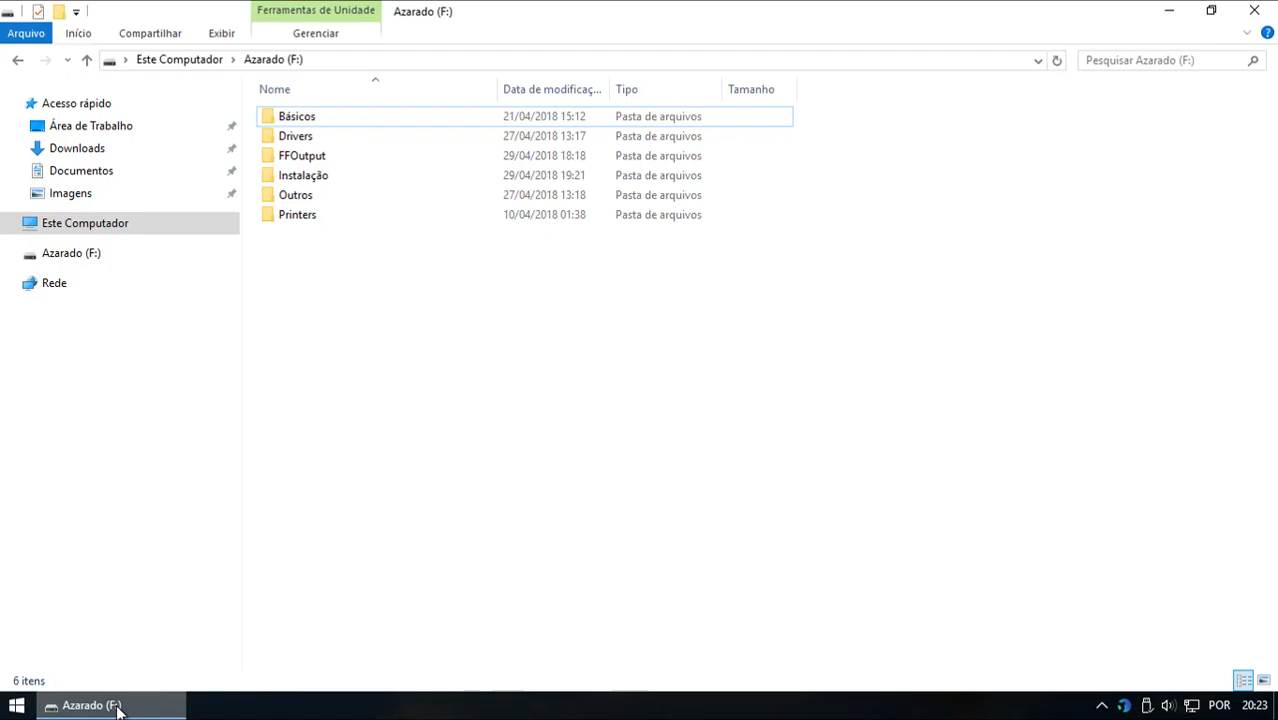 Ferramentas de Unidade
Azarado (F:)
Arquivo
Início
Compartilhar
Exibir
Gerenciar
Este Computador
Azarado (F:)
Pesquisar Azarado (F:)
Nome
Data de modificaç...
Tipo
Tamanho
Acesso rápido
Área de Trabalho
Downloads
Documentos
Imagens
Este Computador
Azarado (F:)
Rede
Básicos 21/04/2018 15:12 Pasta de arquivos
Drivers 27/04/2018 13:17 Pasta de arquivos
FFOutput 29/04/2018 18:18 Pasta de arquivos
Instalação 29/04/2018 19:21 Pasta de arquivos
Outros 27/04/2018 13:18 Pasta de arquivos
Printers 10/04/2018 01:38 Pasta de arquivos
6 itens
Azarado (F:)
POR
20:23